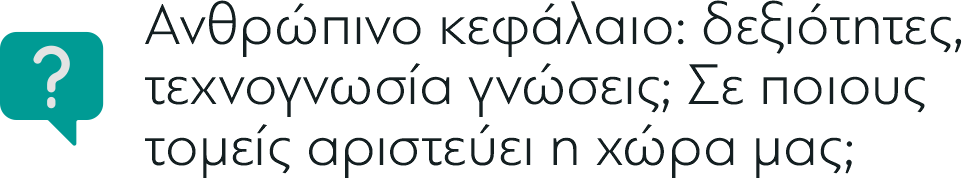 Ανθρώπινο κεφάλαιο: δεξιότητες,
τεχνογνωσία γνώσεις; Σε ποιους
τομείς αριστεύει η χώρα μας;
?